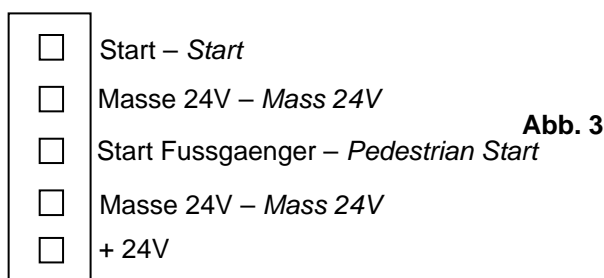 Start – Start
Masse 24V – Mass 24V
Abb. 3
Start Fussgaenger – Pedestrian Start
Masse 24V – Mass 24V
+ 24V